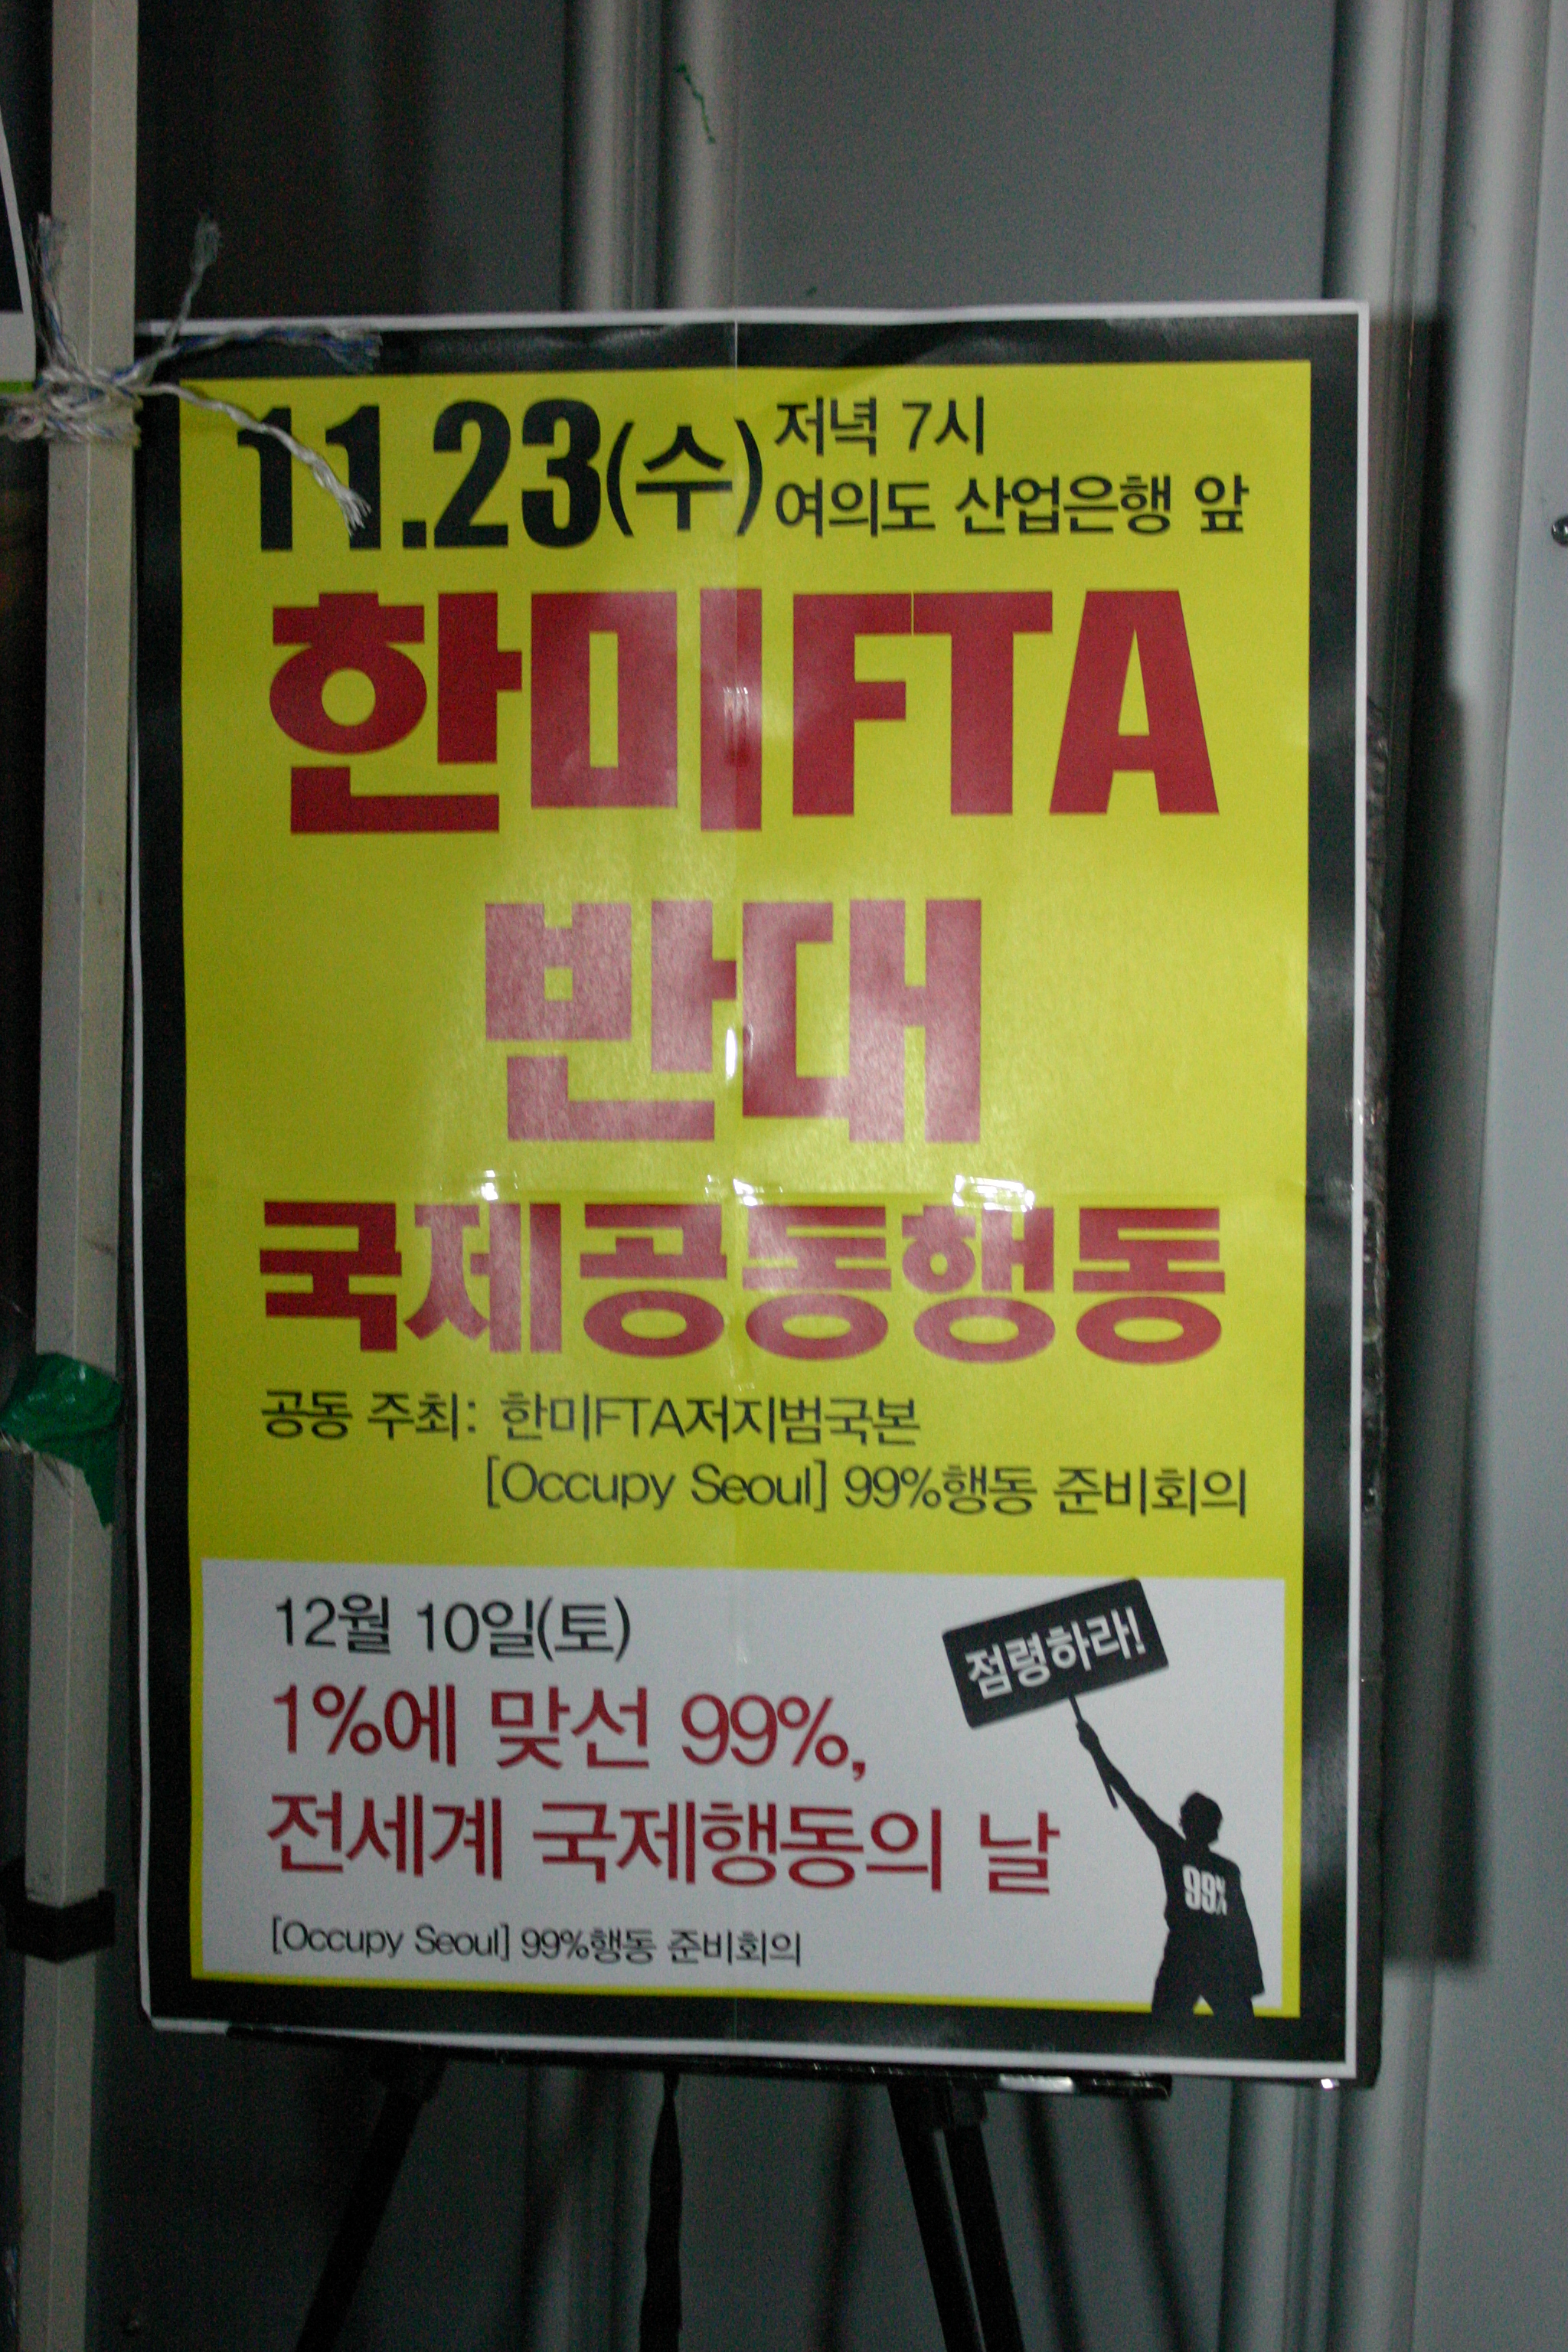 11.23(수) 저녁 7시
여의도 산업은행 앞
한미FTA
반대
국제공동행동
공동 주최: 한미FTA저지범국본
[Occupy Seoul] 99%행동 준비회의
12월 10일(토)
1%에 맞선 99%,
전세계 국제행동의 날
[Occupy Seoul] 99%행동 준비회의
점령하라!
99%